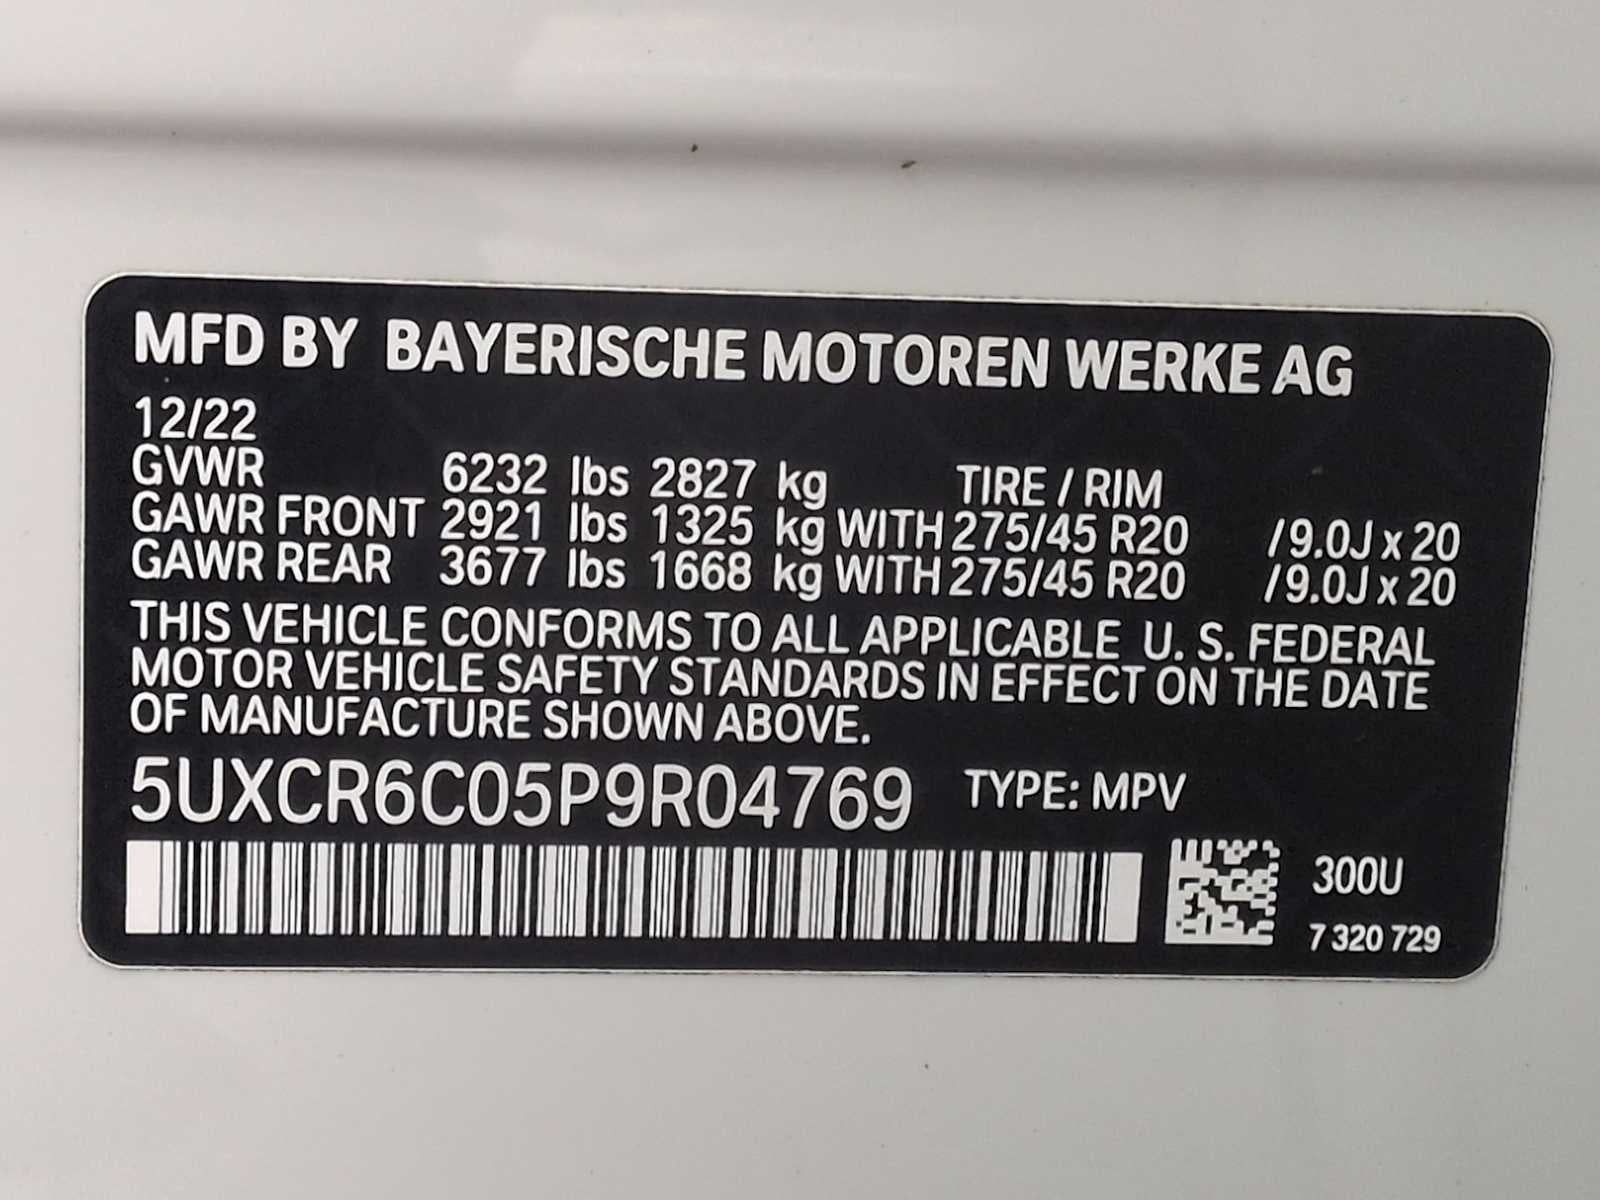 MFD BY BAYERISCHE MOTOREN WERKE AG
12/22
GVWR 6232 lbs 2827 kg TIRE / RIM
GAWR FRONT 2921 lbs 1325 kg WITH 275/45 R20 /9.0J x 20
GAWR REAR 3677 lbs 1668 kg WITH 275/45 R20 /9.0J x 20
THIS VEHICLE CONFORMS TO ALL APPLICABLE U. S. FEDERAL
MOTOR VEHICLE SAFETY STANDARDS IN EFFECT ON THE DATE
OF MANUFACTURE SHOWN ABOVE.
5UXCR6C05P9R04769 TYPE: MPV
300U
7 320 729